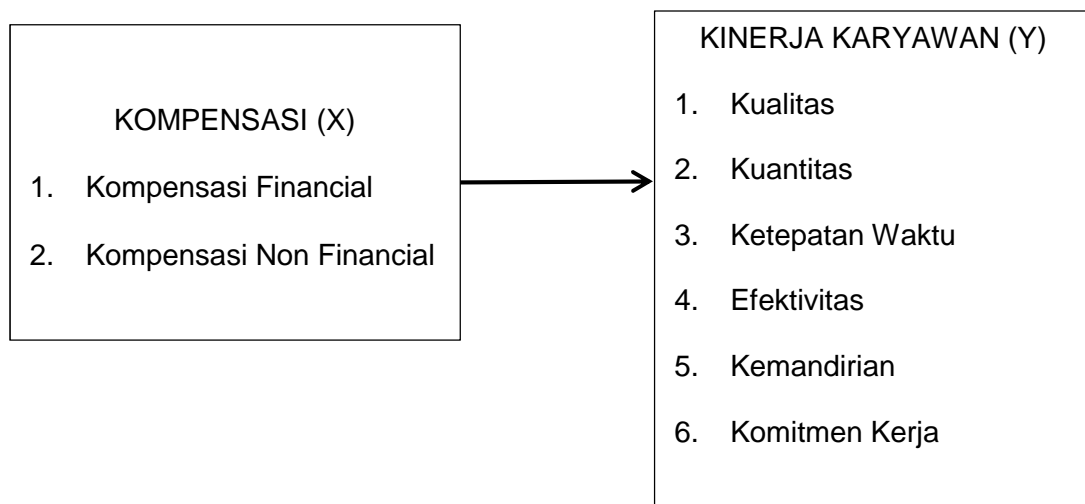 KOMPENSASI (X)
1. Kompensasi Financial
2. Kompensasi Non Financial
KINERJA KARYAWAN (Y)
1. Kualitas
2. Kuantitas
3. Ketepatan Waktu
4. Efektivitas
5. Kemandirian
6. Komitmen Kerja